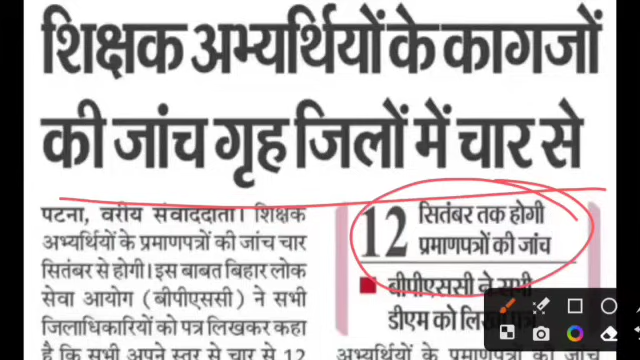 शिक्षक अभ्यर्थियों के कागजों
की जांच गृह जिलों में चार से
पटना, वरीय संवाददाता। शिक्षक
अभ्यर्थियों के प्रमाणपत्रों की जांच चार
सितंबर से होगी। इस बाबत बिहार लोक
सेवा आयोग (बीपीएससी) ने सभी
जिलाधिकारियों को पत्र लिखकर कहा
है कि सभी अपने स्तर से चार से 12
12 सितंबर तक होगी
प्रमाणपत्रों की जांच
बीपीएससी ने सभी
डीएम को लिखा पत्र
अभ्यर्थियों के प्रमाणपत्रों की जांच